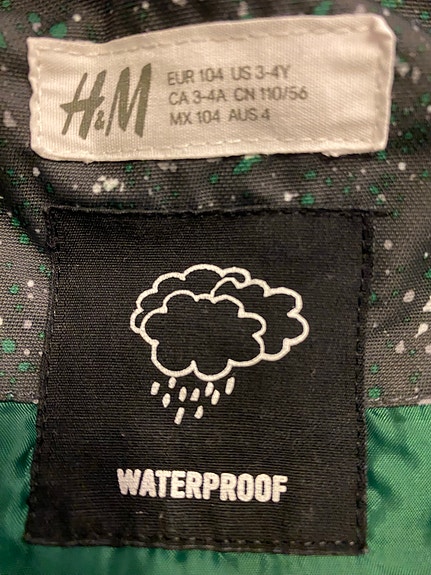 H&M
EUR 104 US 3-4Y
CA 3-4A CN 110/56
MX 104 AUS 4
WATERPROOF